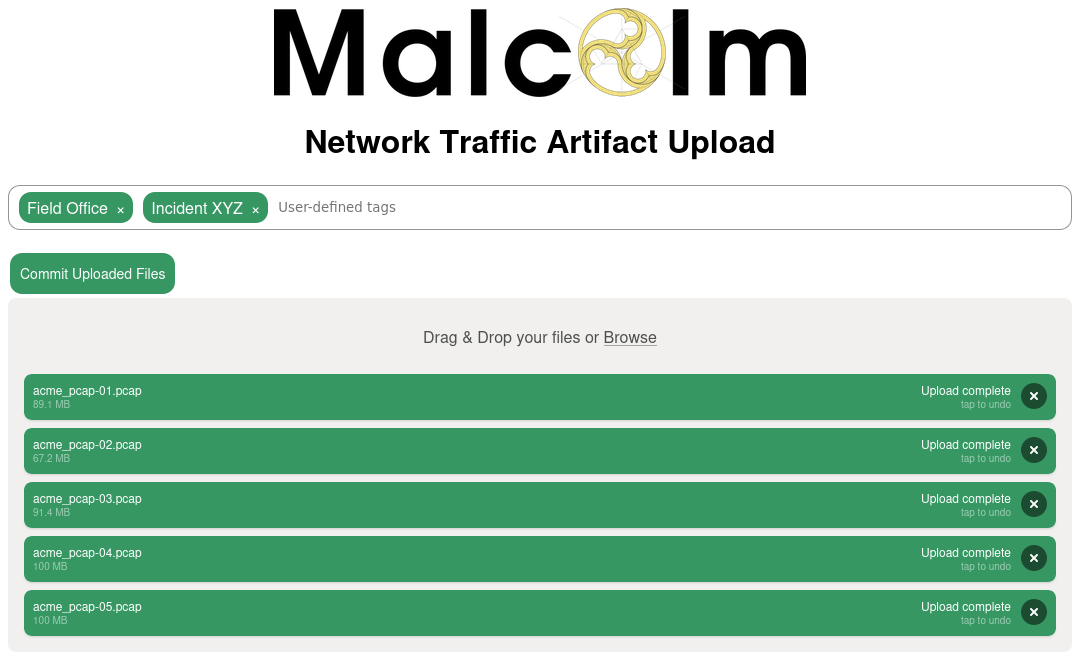 Malcolm
Network Traffic Artifact Upload
Field Office × Incident XYZ × User-defined tags
Commit Uploaded Files
Drag & Drop your files or Browse
acme_pcap-01.pcap Upload complete
89.1 MB tap to undo
acme_pcap-02.pcap Upload complete
67.2 MB tap to undo
acme_pcap-03.pcap Upload complete
91.4 MB tap to undo
acme_pcap-04.pcap Upload complete
100 MB tap to undo
acme_pcap-05.pcap Upload complete
100 MB tap to undo